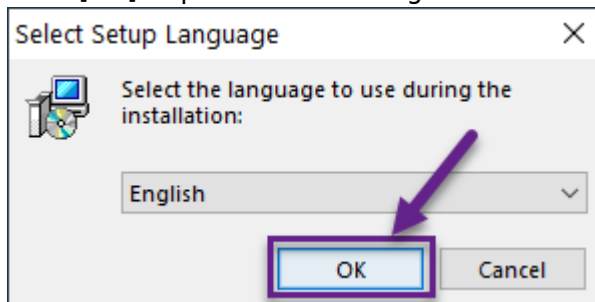 Select Setup Language
Select the language to use during the
installation:
English
OK
Cancel